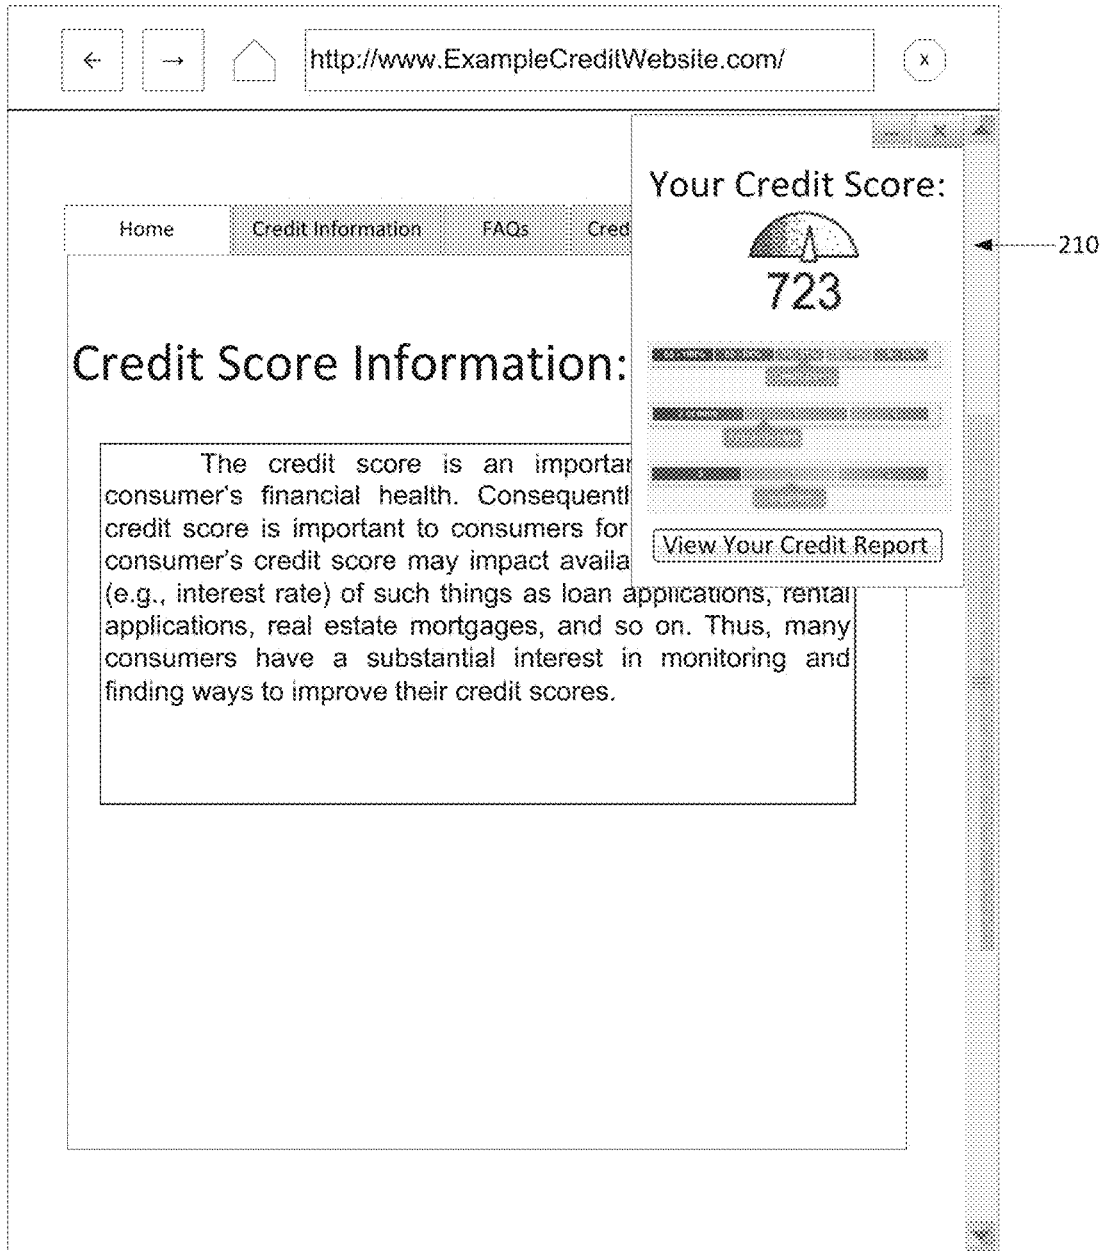 http://www.ExampleCreditWebsite.com/
x
Your Credit Score:
723
View Your Credit Report
210
Home
Credit Information
FAQs
Cred
Credit Score Information:
The credit score is an importan
consumer's financial health. Consequentl
credit score is important to consumers for
consumer's credit score may impact availa
(e.g., interest rate) of such things as loan applications, rental
applications, real estate mortgages, and so on. Thus, many
consumers have a substantial interest in monitoring and
finding ways to improve their credit scores.